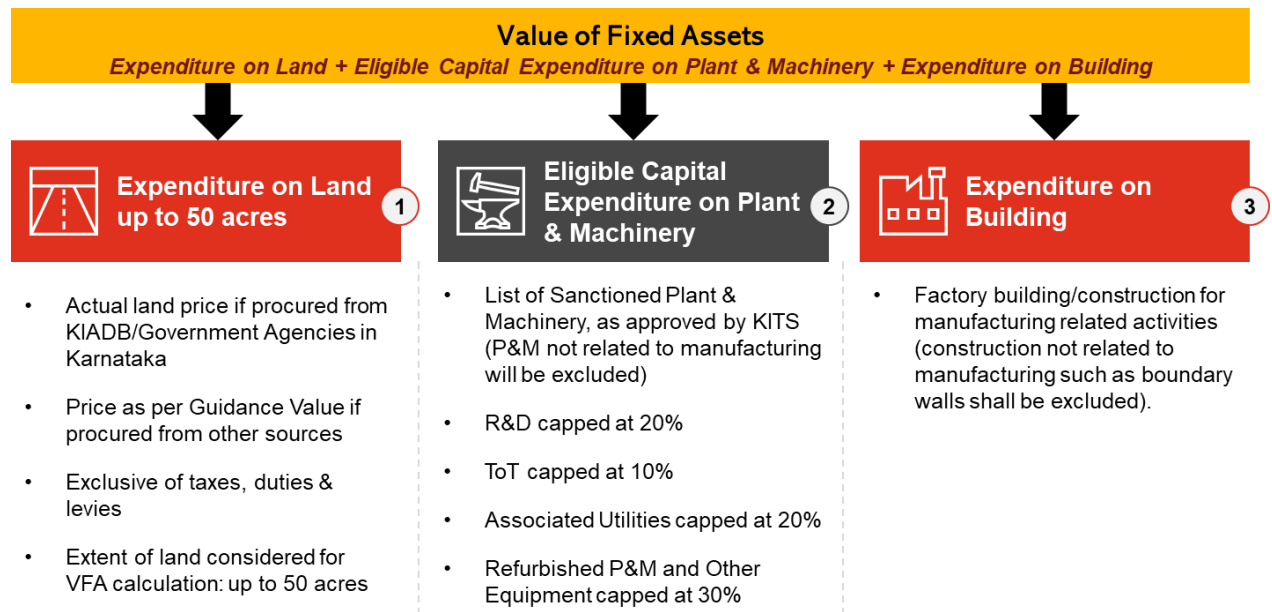 Value of Fixed Assets
Expenditure on Land + Eligible Capital Expenditure on Plant & Machinery + Expenditure on Building
Expenditure on Land
up to 50 acres
1
• Actual land price if procured from
KIADB/Government Agencies in
Karnataka
• Price as per Guidance Value if
procured from other sources
• Exclusive of taxes, duties &
levies
• Extent of land considered for
VFA calculation: up to 50 acres
Eligible Capital
Expenditure on Plant
& Machinery
2
• List of Sanctioned Plant &
Machinery, as approved by KITS
(P&M not related to manufacturing
will be excluded)
• R&D capped at 20%
• ToT capped at 10%
• Associated Utilities capped at 20%
• Refurbished P&M and Other
Equipment capped at 30%
Expenditure on
Building
3
• Factory building/construction for
manufacturing related activities
(construction not related to
manufacturing such as boundary
walls shall be excluded).